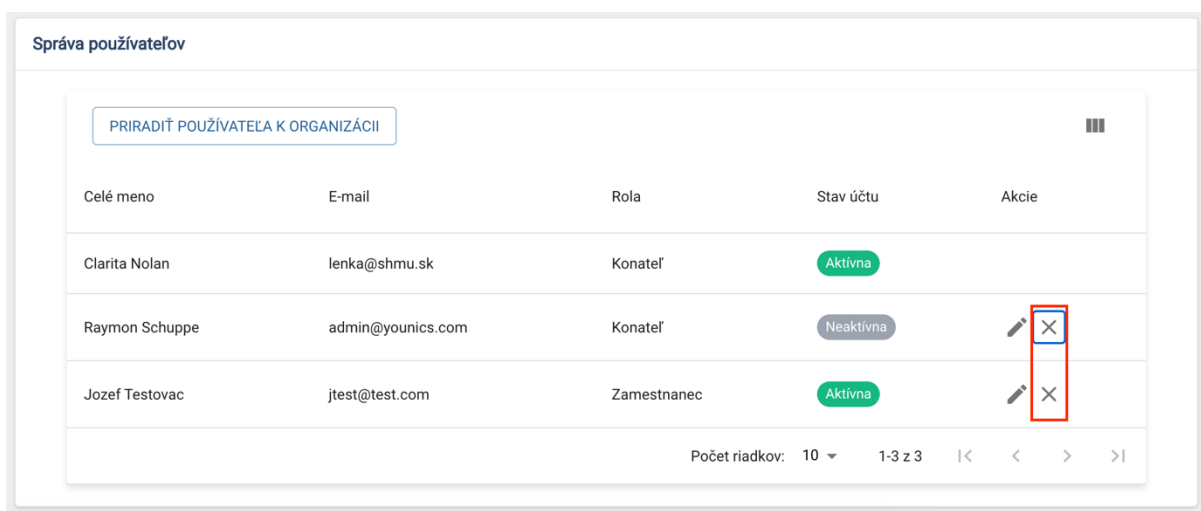 Správa používateľov
PRIRADIŤ POUŽÍVATEĽA K ORGANIZÁCII
Celé meno E-mail Rola Stav účtu Akcie
Clarita Nolan lenka@shmu.sk Konateľ Aktívna
Raymon Schuppe admin@younics.com Konateľ Neaktívna
Jozef Testovac jtest@test.com Zamestnanec Aktívna
Počet riadkov: 10 1-3 z 3